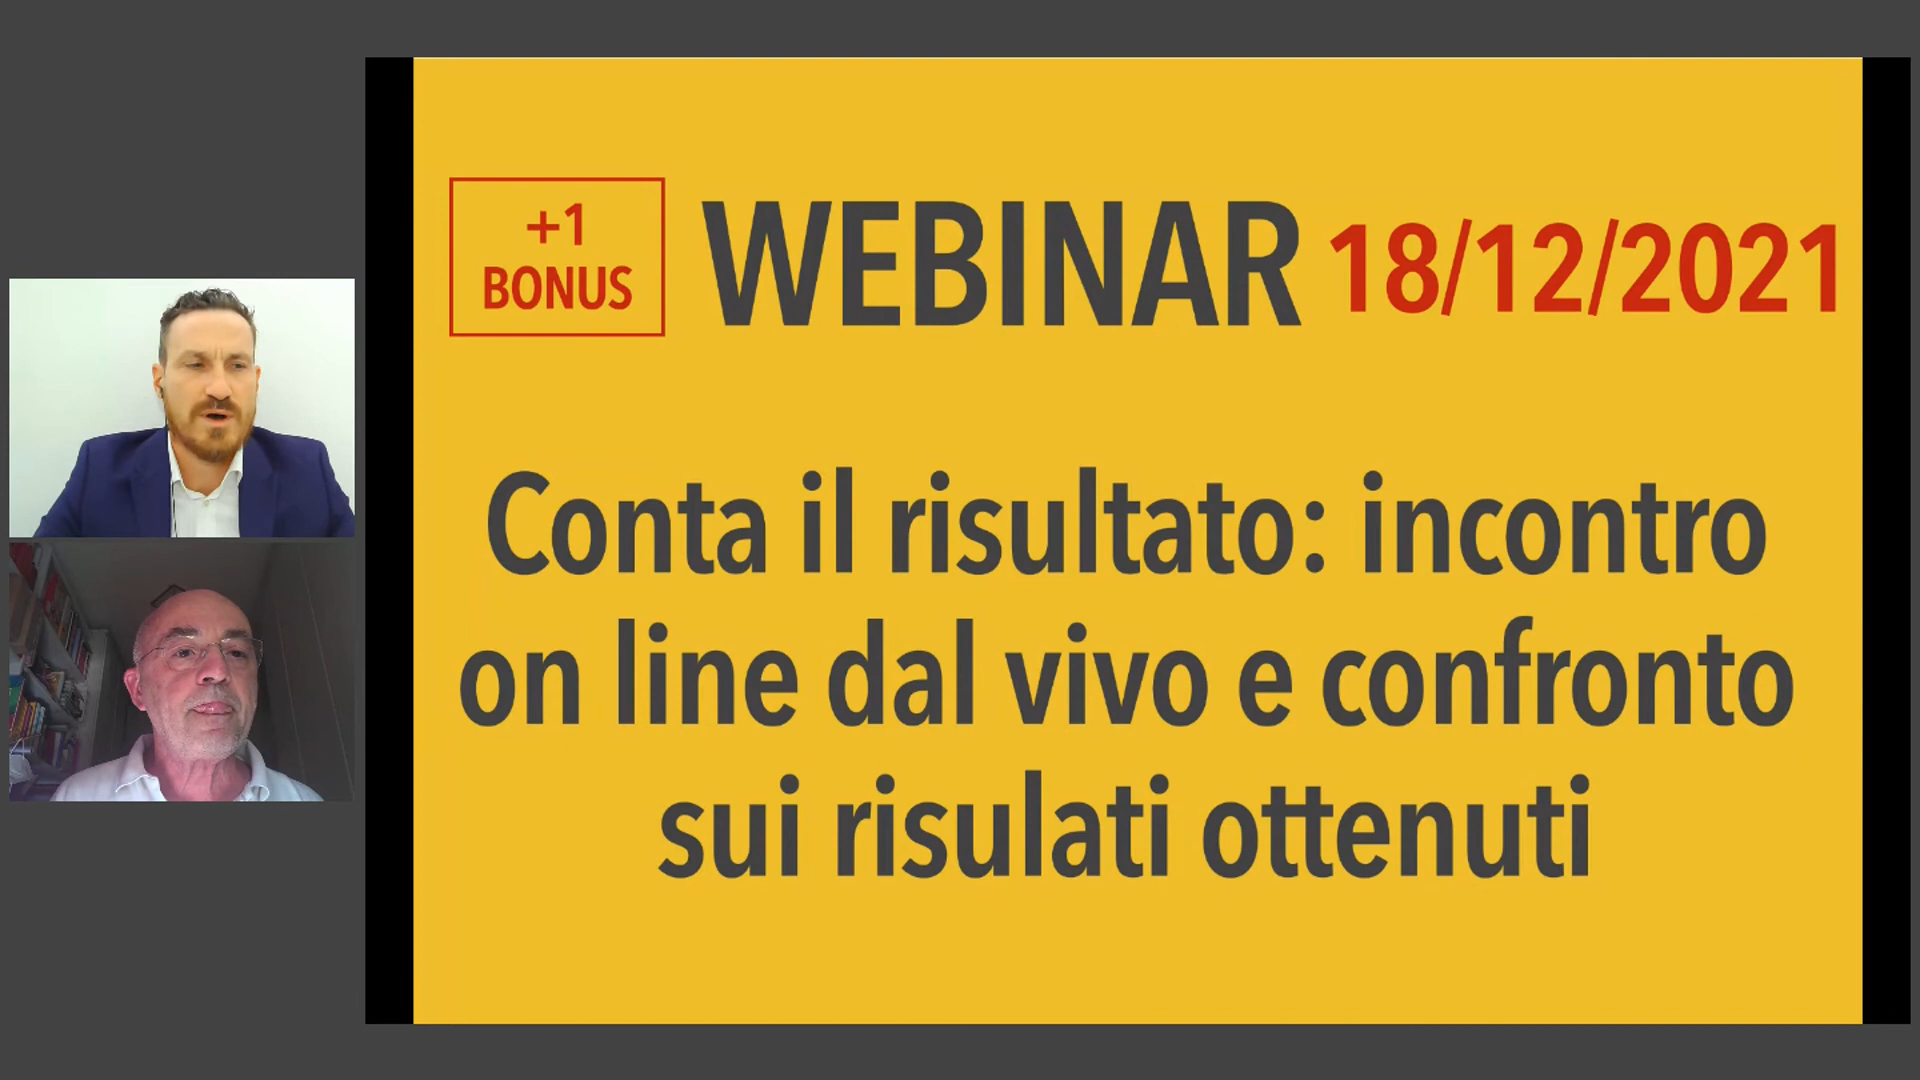 +1
BONUS
WEBINAR 18/12/2021
Conta il risultato: incontro
on line dal vivo e confronto
sui risulati ottenuti